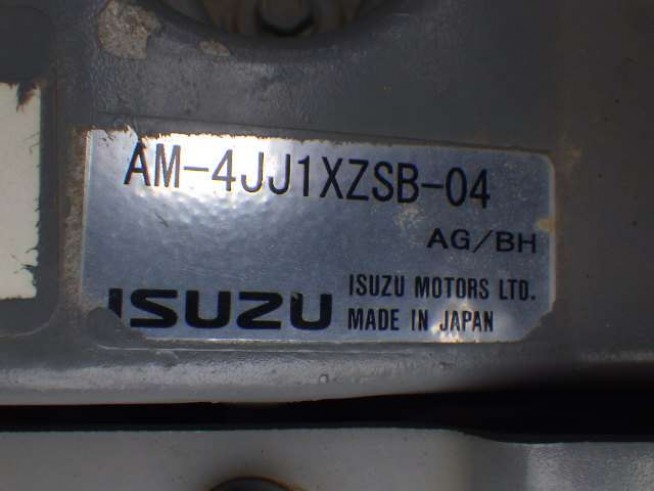 AM-4JJ1XZSB-04
AG/BH
ISUZU ISUZU MOTORS LTD.
MADE IN JAPAN